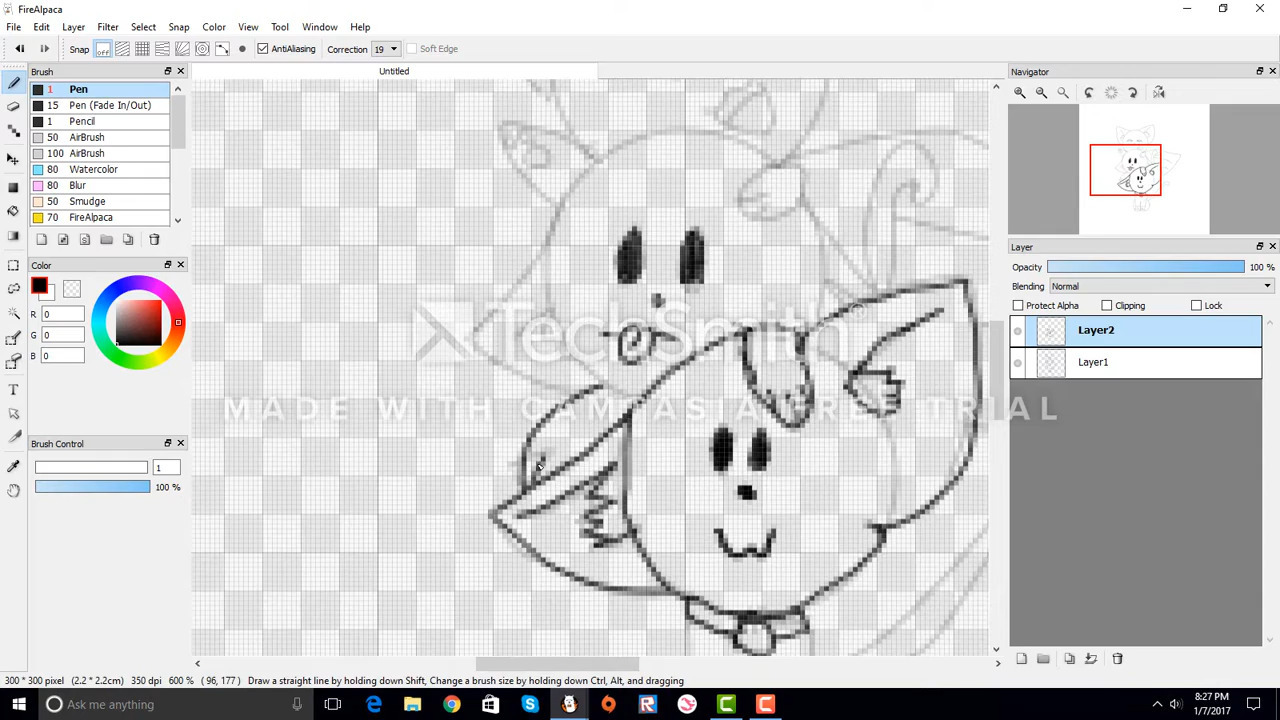 FireAlpaca
File Edit Layer Filter Select Snap Color View Tool Window Help
Snap off AntiAliasing Correction 19 Soft Edge
Brush
1 Pen
15 Pen (Fade In/Out)
1 Pencil
50 AirBrush
100 AirBrush
80 Watercolor
80 Blur
50 Smudge
70 FireAlpaca
Color
R 0
G 0
B 0
Brush Control
1
100 %
Untitled
TechSmith
MADE WITH CAMTASIA FREE TRIAL
Navigator
Layer
Opacity 100 %
Blending Normal
Protect Alpha Clipping Lock
Layer2
Layer1
300 * 300 pixel (2.2 * 2.2cm) 350 dpi 600 % ( 96, 177 ) Draw a straight line by holding down Shift, Change a brush size by holding down Ctrl, Alt, and dragging
Ask me anything
8:27 PM
1/7/2017